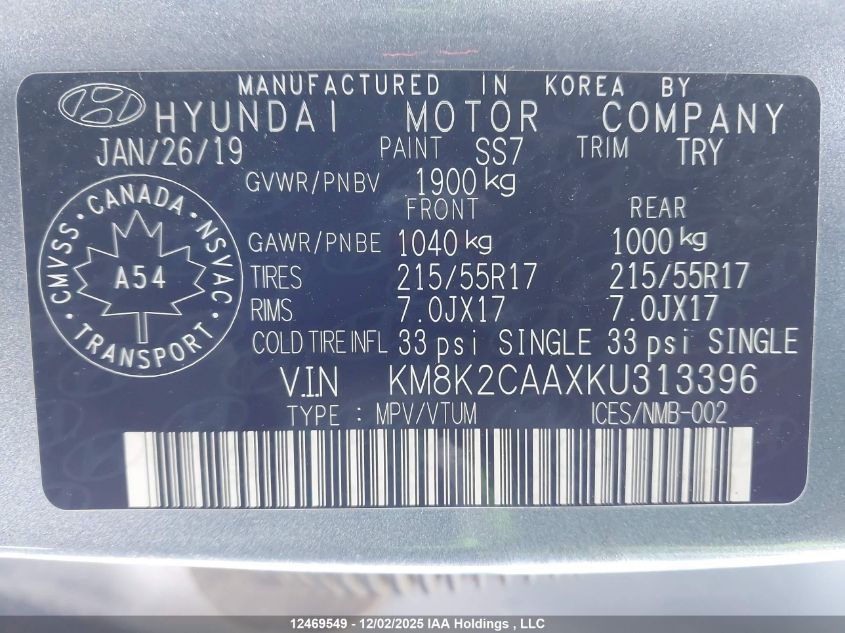 MANUFACTURED IN KOREA BY
HYUNDAI MOTOR COMPANY
JAN/26/19 PAINT SS7 TRIM TRY
GVWR/PNBV 1900 kg
FRONT REAR
GAWR/PNBE 1040 kg 1000 kg
TIRES 215/55R17 215/55R17
RIMS 7.0JX17 7.0JX17
COLD TIRE INFL 33 psi SINGLE 33 psi SINGLE
V.I.N KM8K2CAAXKU313396
TYPE : MPV/VTUM ICES/NMB-002
CMVSS · CANADA · NSVAC · TRANSPORT ·
A54
12469549 - 12/02/2025 IAA Holdings , LLC